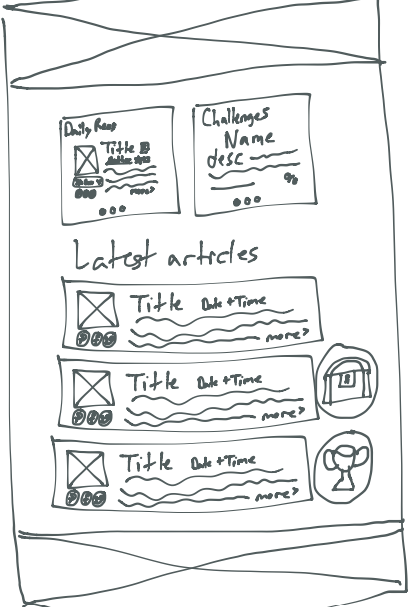 Daily Read
Title
more>
Challenges
Name
desc
Latest articles
Title Date + Time
more>
Title Date + Time
more>
Title Date + Time
more>